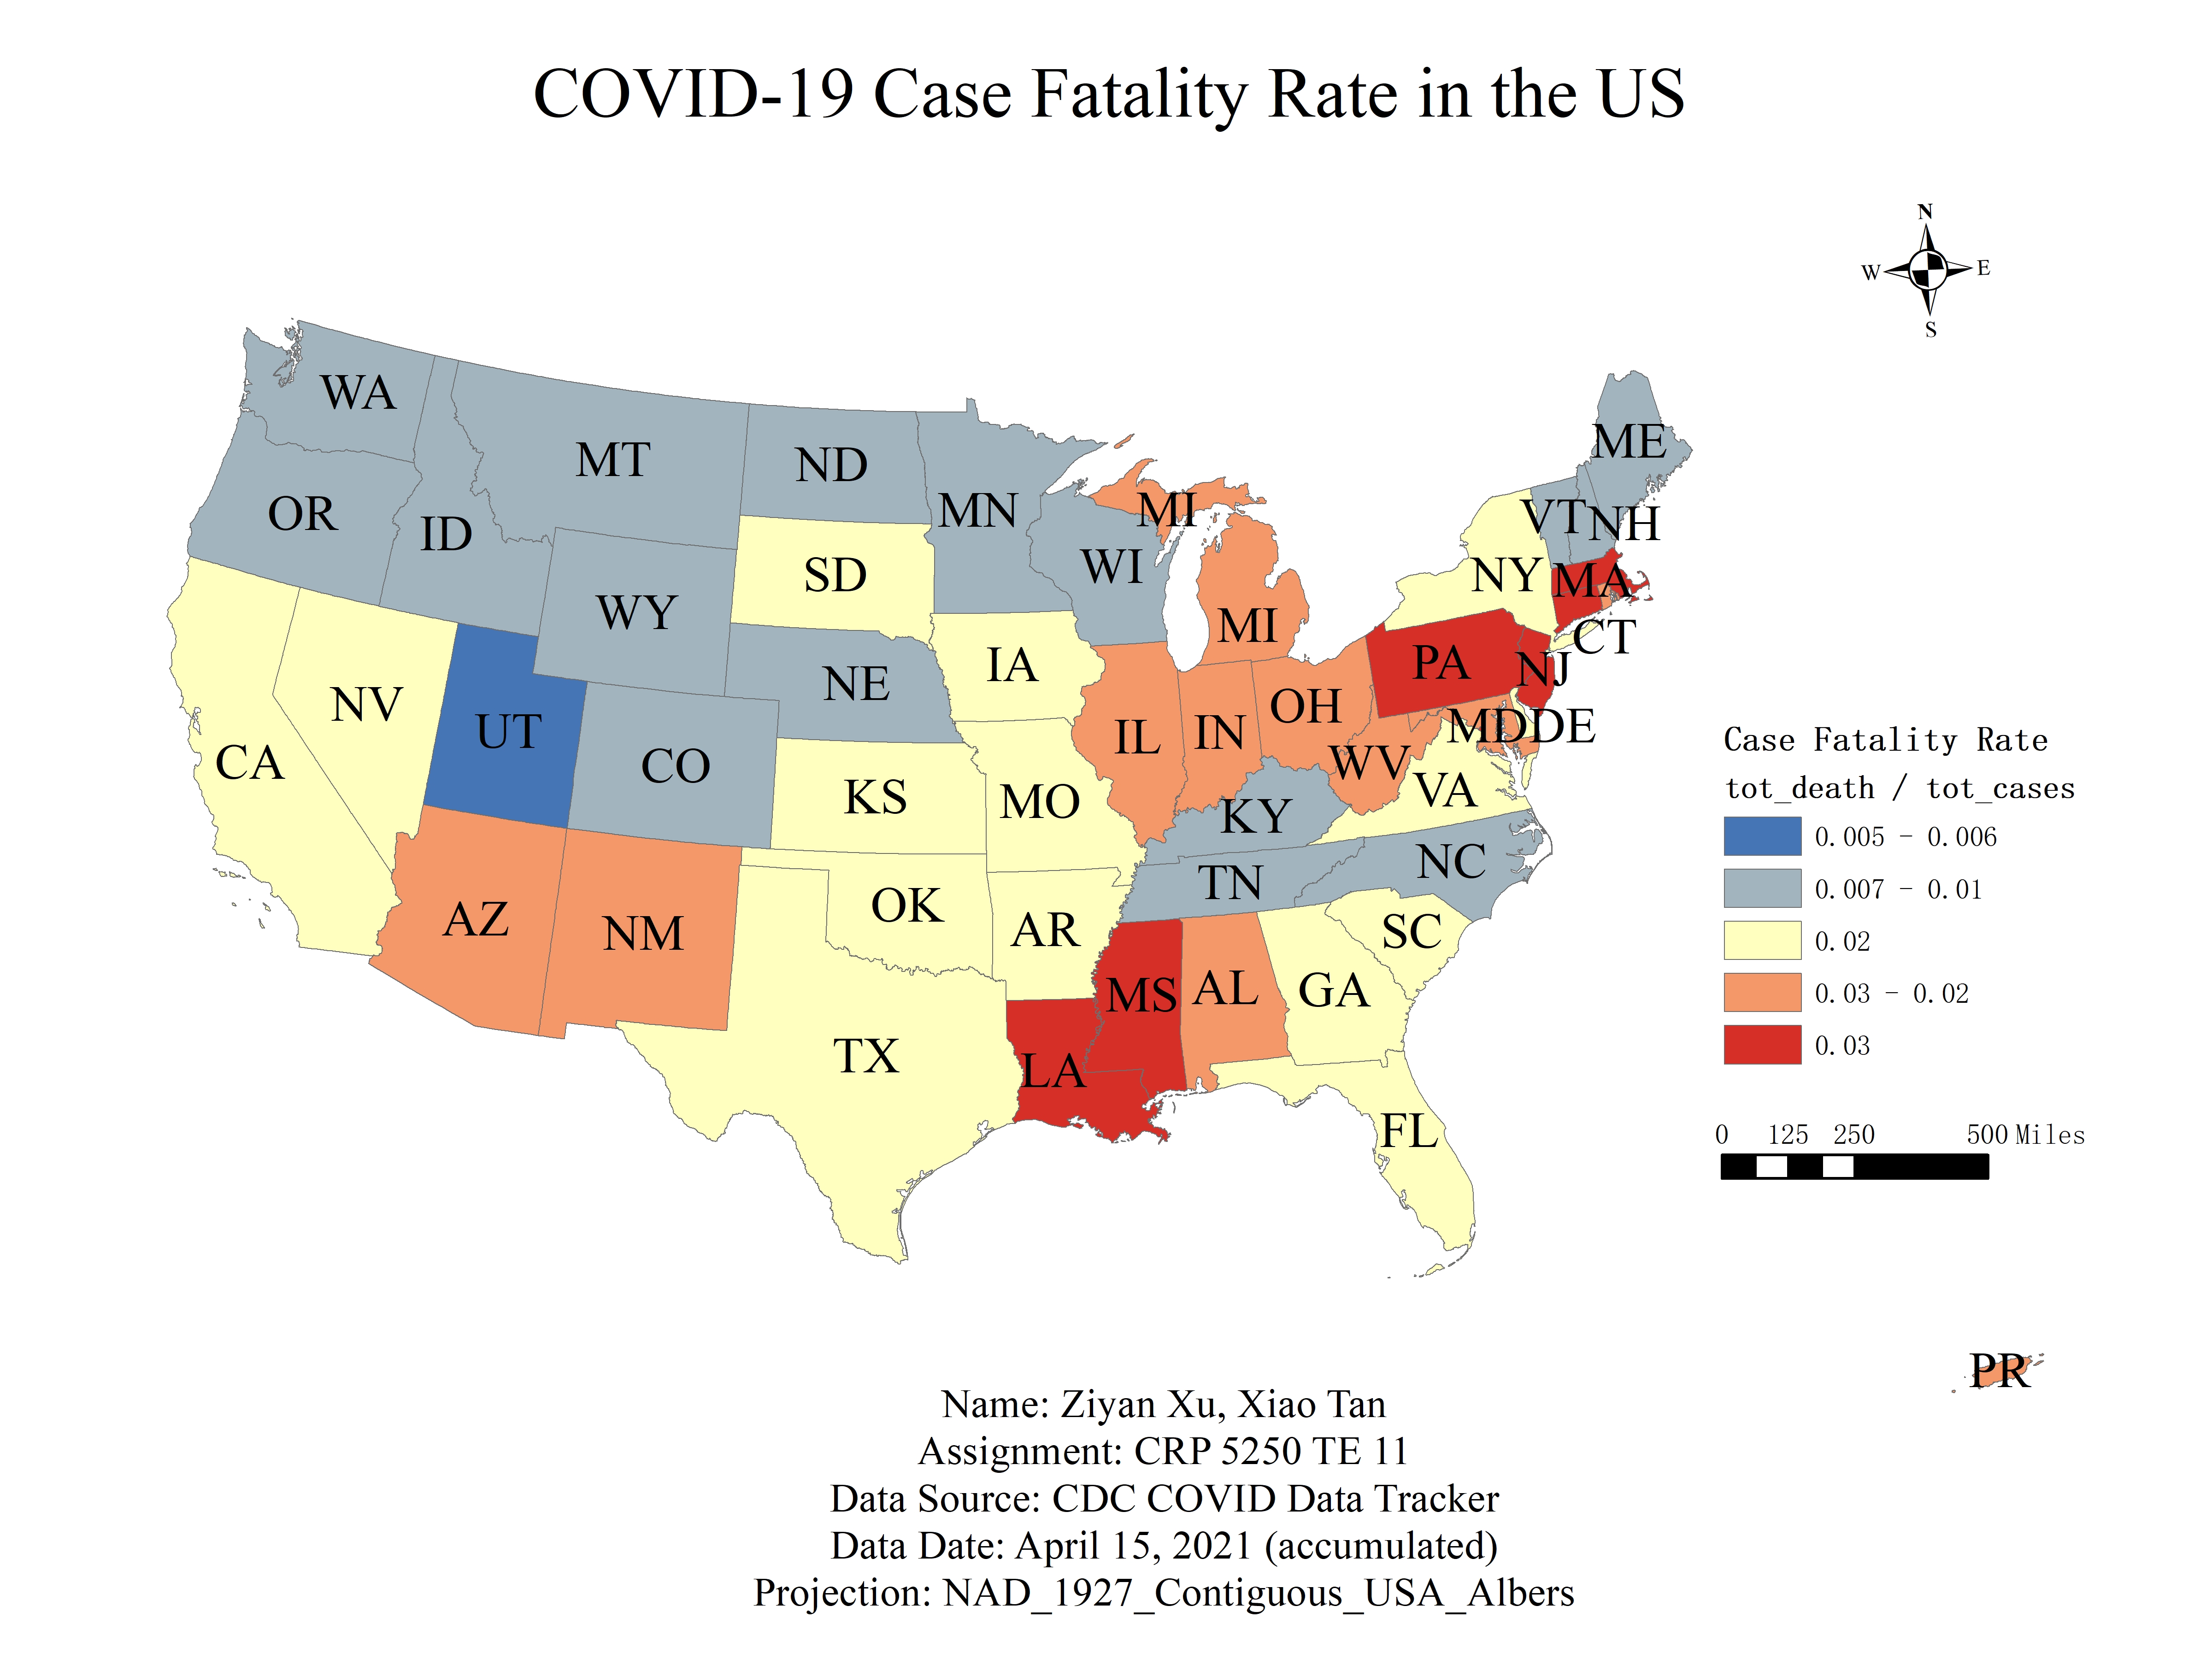 COVID-19 Case Fatality Rate in the US
N
W E
S
WA
MT
ND
ME
OR
ID
MN
MI
VT
NH
WI
SD
NY
MA
WY
MI
CT
IA
PA
NJ
NE
NV
UT
OH
IL
IN
MD
DE
CA
CO
WV
KS
MO
VA
KY
NC
TN
OK
AZ
NM
AR
SC
MS
AL
GA
TX
LA
FL
Case Fatality Rate
tot_death / tot_cases
0.005 - 0.006
0.007 - 0.01
0.02
0.03 - 0.02
0.03
0 125 250 500 Miles
PR
Name: Ziyan Xu, Xiao Tan
Assignment: CRP 5250 TE 11
Data Source: CDC COVID Data Tracker
Data Date: April 15, 2021 (accumulated)
Projection: NAD_1927_Contiguous_USA_Albers